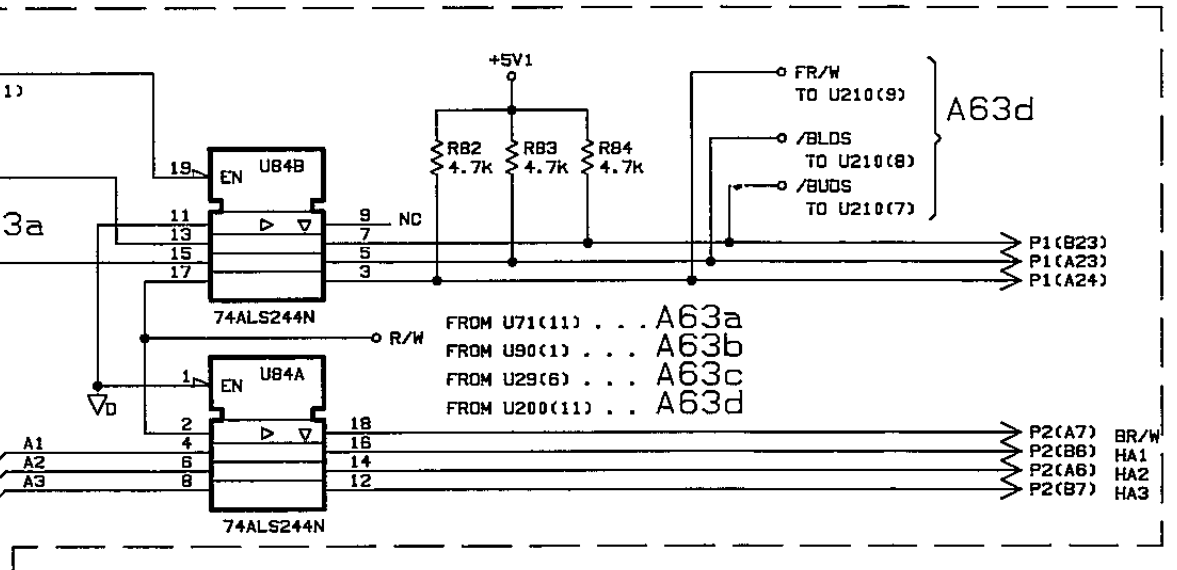 +5V1
FR/W
TO U210(9)
A63d
1)
/BLDS
TO U210(8)
/BUDS
TO U210(7)
R82
4.7k
R83
4.7k
R84
4.7k
19
EN
U84B
3a
11
13
15
17
9
NC
7
5
3
P1(B23)
P1(A23)
P1(A24)
74ALS244N
R/W
FROM U71(11) . . . A63a
FROM U90(1) . . . A63b
FROM U29(6) . . . A63c
FROM U200(11) . . A63d
1
EN
U84A
D
2
4
6
8
A1
A2
A3
18
16
14
12
P2(A7) BR/W
P2(B6) HA1
P2(A6) HA2
P2(B7) HA3
74ALS244N